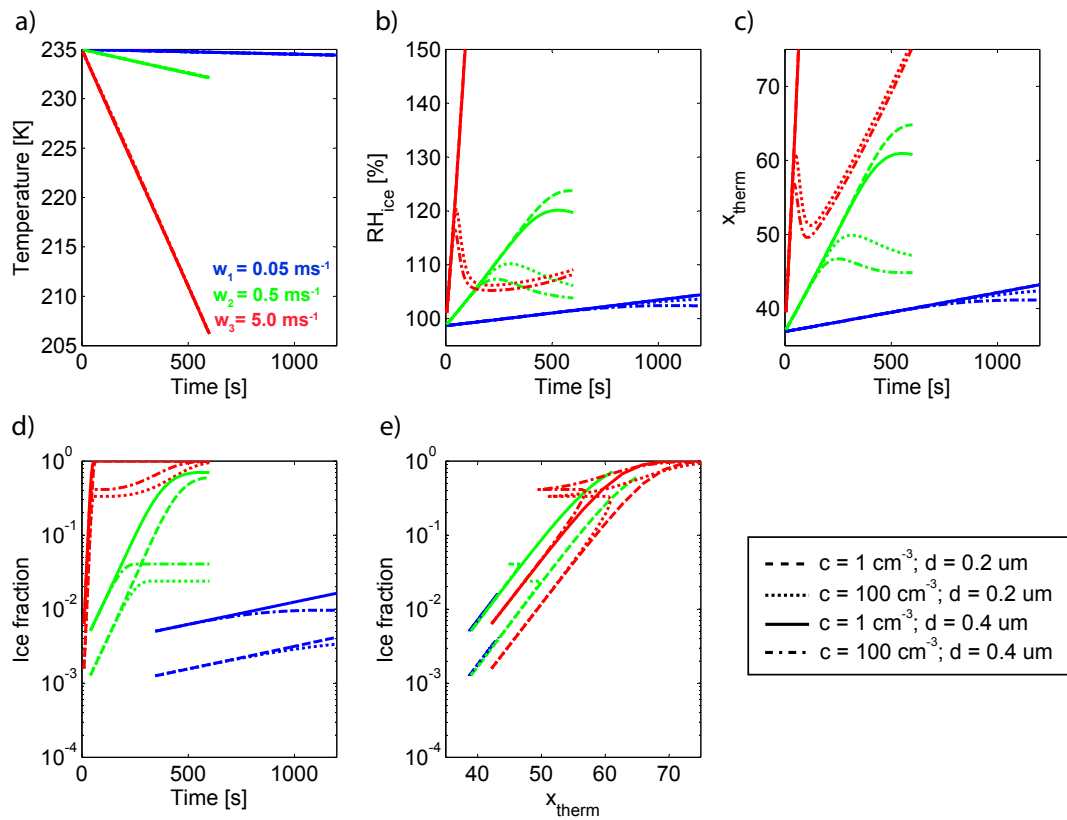 a)
235
230
225
220
215
210
205
Temperature [K]
w1 = 0.05 ms-1
w2 = 0.5 ms-1
w3 = 5.0 ms-1
0 500 1000
Time [s]
b)
150
140
130
120
110
100
RHice [%]
0 500 1000
Time [s]
c)
70
60
50
40
xtherm
0 500 1000
Time [s]
d)
10^0
10^-1
10^-2
10^-3
10^-4
Ice fraction
0 500 1000
Time [s]
e)
10^0
10^-1
10^-2
10^-3
10^-4
Ice fraction
40 50 60 70
xtherm
c = 1 cm-3; d = 0.2 um
c = 100 cm-3; d = 0.2 um
c = 1 cm-3; d = 0.4 um
c = 100 cm-3; d = 0.4 um